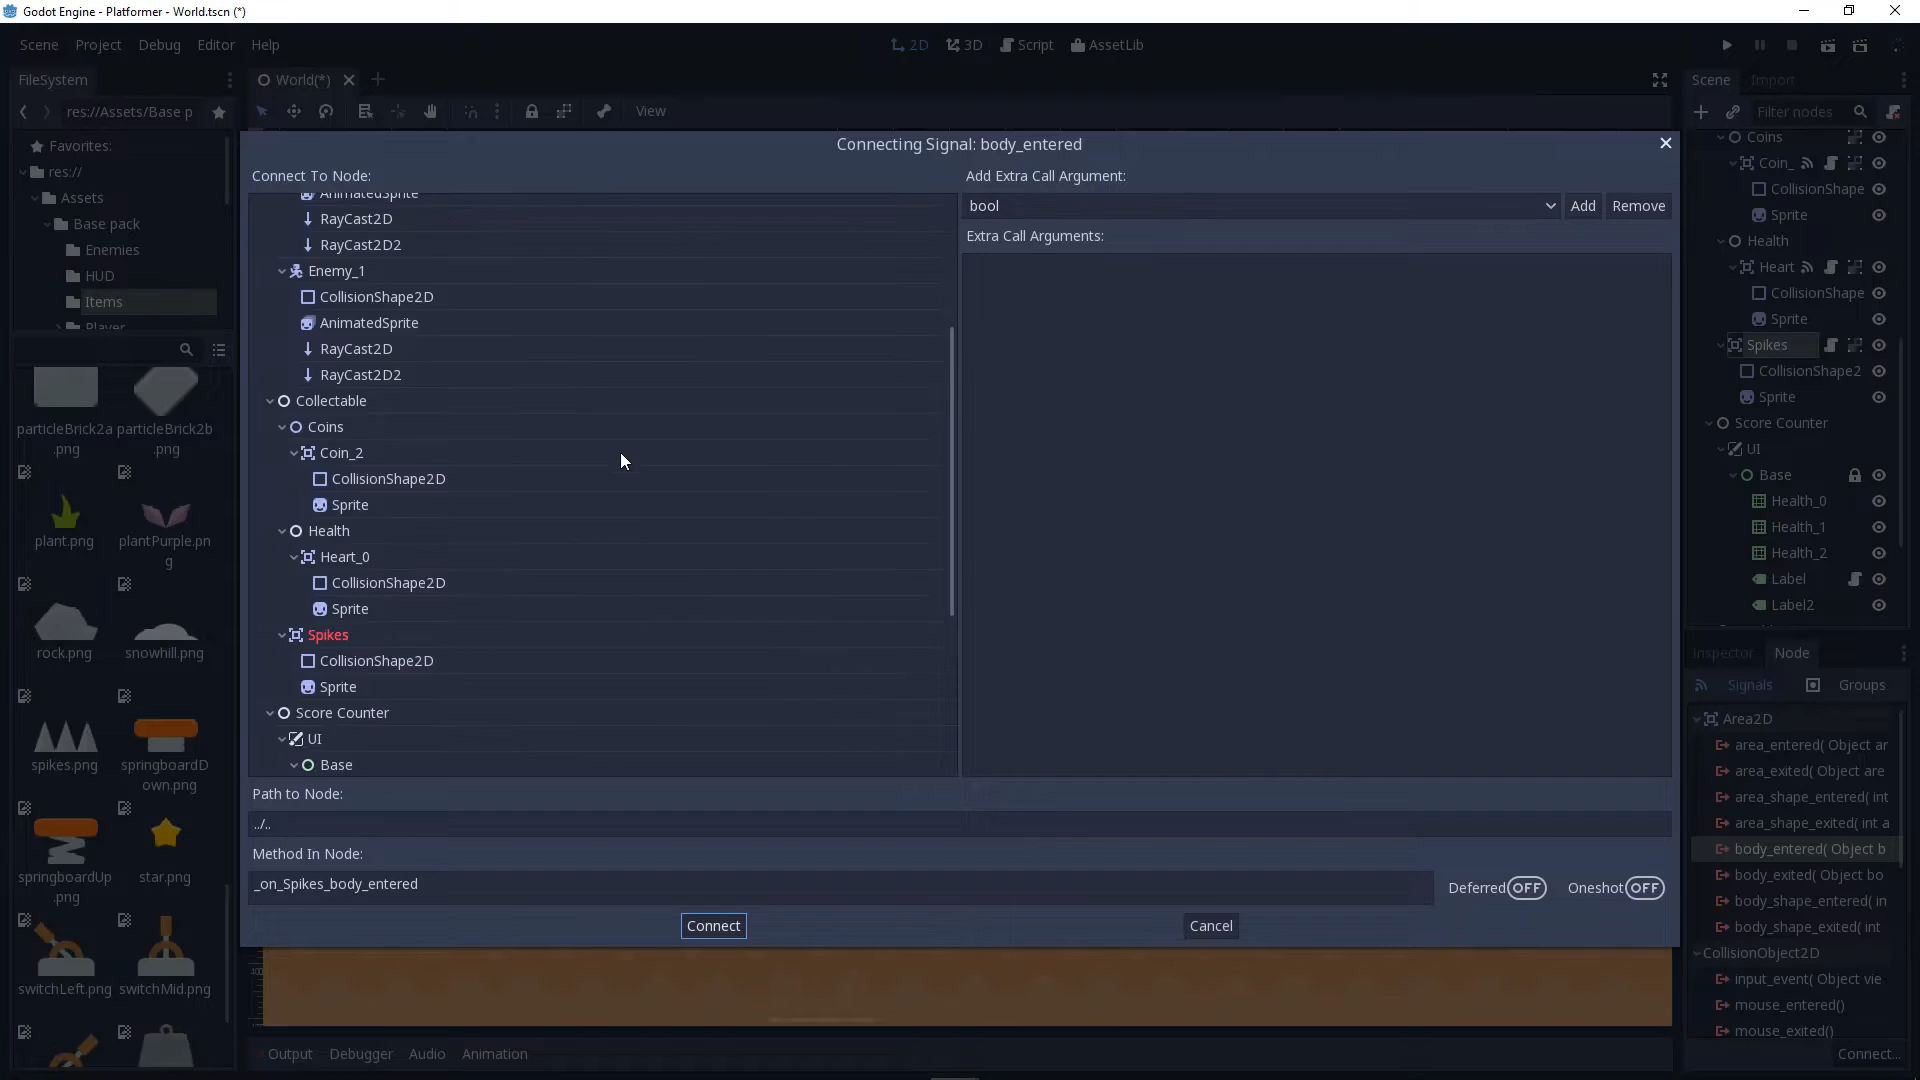 Godot Engine - Platformer - World.tscn (*)
Scene Project Debug Editor Help
2D 3D Script AssetLib
FileSystem
World(*)
Scene Import
res://Assets/Base p
View
Filter nodes
Favorites:
res://
Assets
Base pack
Enemies
HUD
Items
Player
particleBrick2a.png
particleBrick2b.png
plant.png
plantPurple.png
rock.png
snowhill.png
spikes.png
springboardDown.png
springboardUp.png
star.png
switchLeft.png
switchMid.png
Connecting Signal: body_entered
Connect To Node:
AnimatedSprite
RayCast2D
RayCast2D2
Enemy_1
CollisionShape2D
AnimatedSprite
RayCast2D
RayCast2D2
Collectable
Coins
Coin_2
CollisionShape2D
Sprite
Health
Heart_0
CollisionShape2D
Sprite
Spikes
CollisionShape2D
Sprite
Score Counter
UI
Base
Add Extra Call Argument:
bool
Add Remove
Extra Call Arguments:
Path to Node:
../..
Method In Node:
_on_Spikes_body_entered
Deferred OFF Oneshot OFF
Connect Cancel
400
Output Debugger Audio Animation
Coins
Coin_
CollisionShape
Sprite
Health
Heart
CollisionShape
Sprite
Spikes
CollisionShape2
Sprite
Score Counter
UI
Base
Health_0
Health_1
Health_2
Label
Label2
Inspector Node
Signals Groups
Area2D
area_entered( Object ar
area_exited( Object are
area_shape_entered( int
area_shape_exited( int a
body_entered( Object b
body_exited( Object bo
body_shape_entered( in
body_shape_exited( int
CollisionObject2D
input_event( Object vie
mouse_entered()
mouse_exited()
Connect...